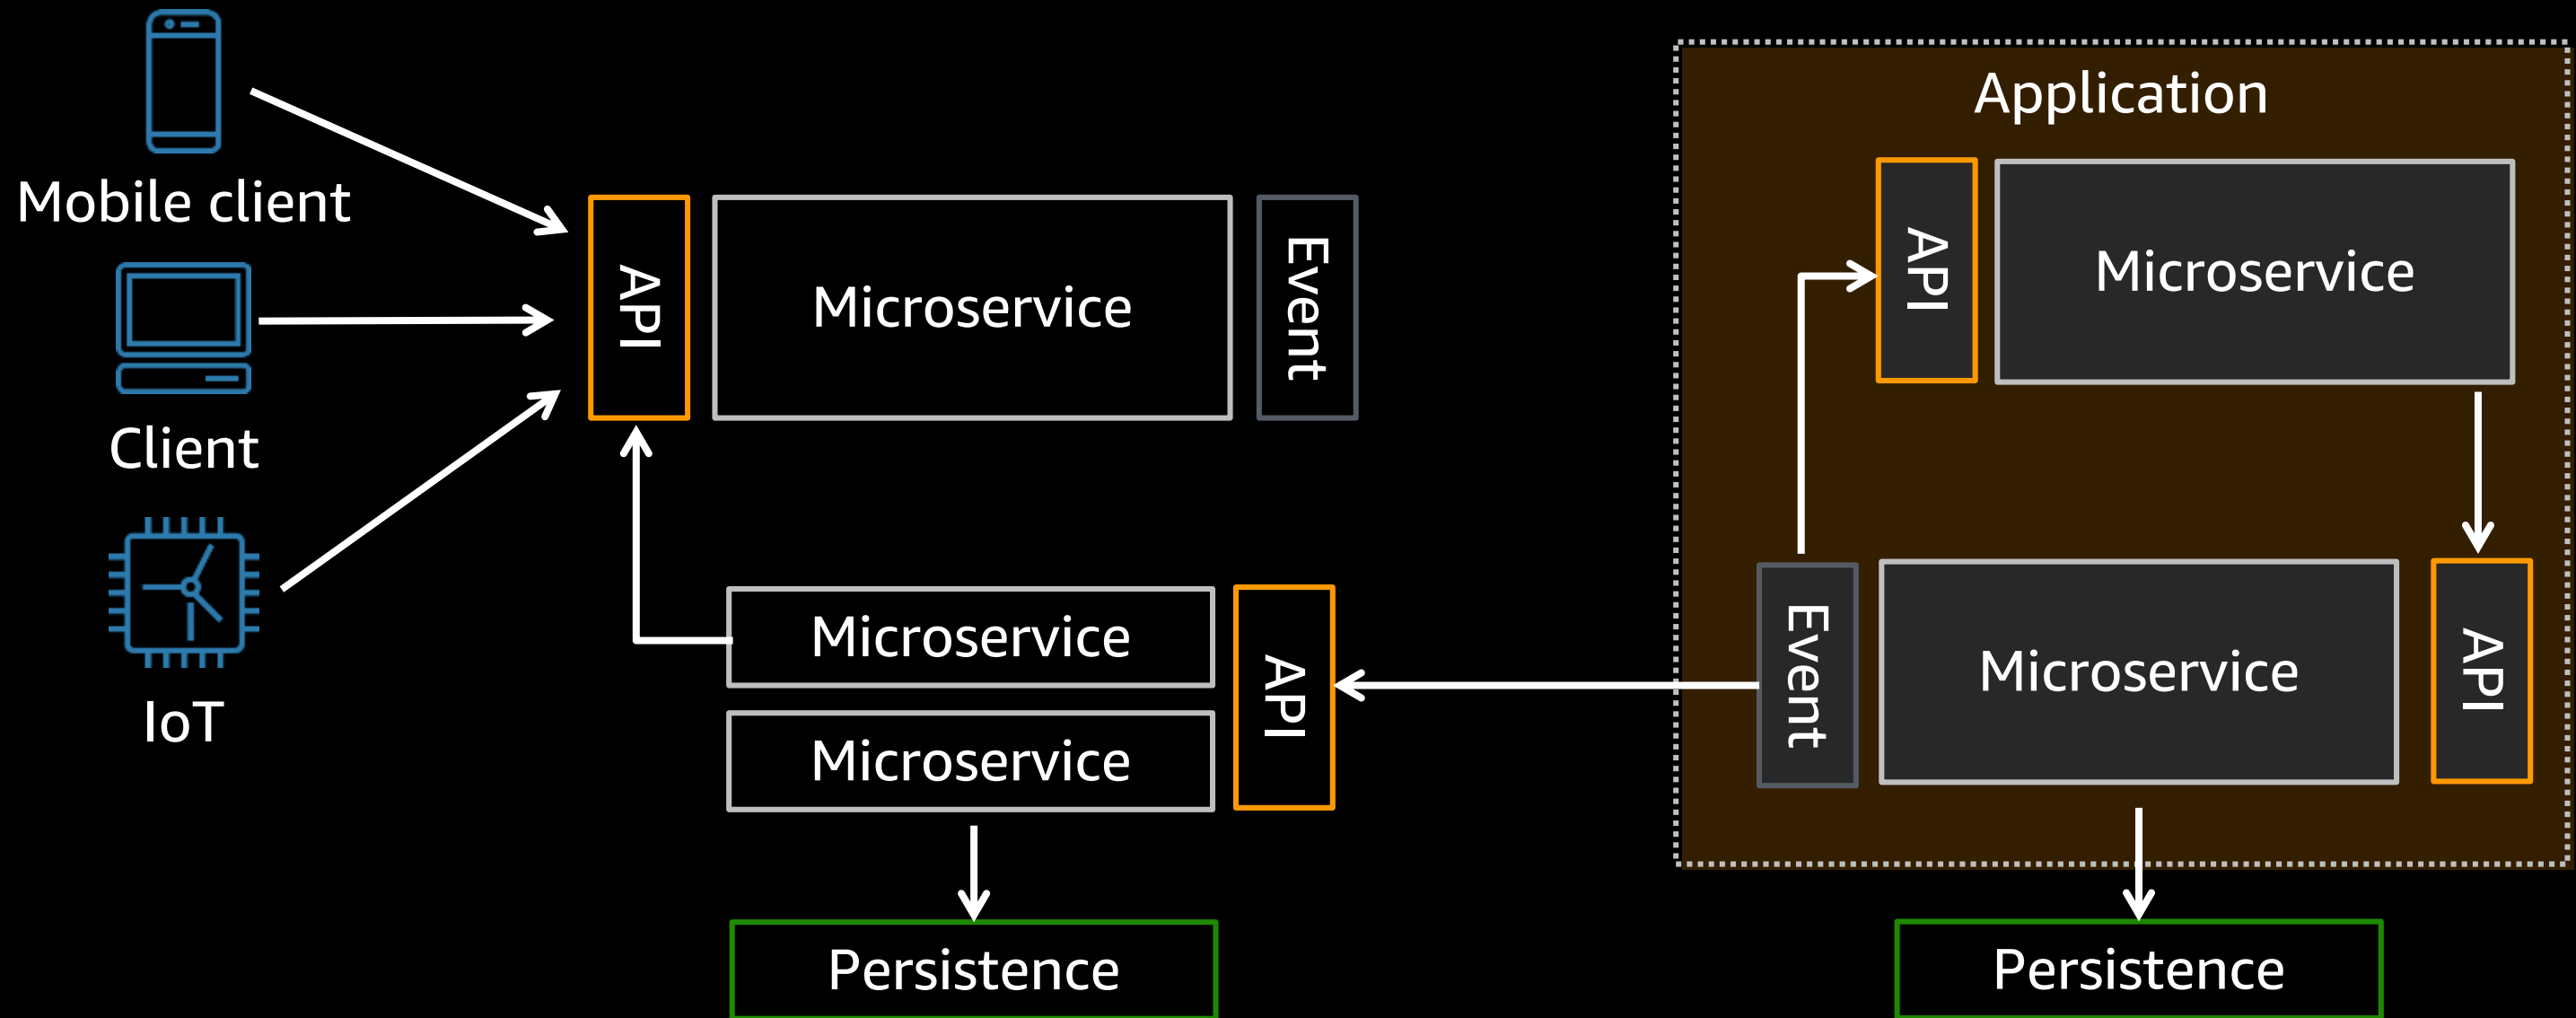 Mobile client
Client
IoT
API
Microservice
Event
Microservice
Microservice
API
Persistence
Application
API
Microservice
Event
Microservice
API
Persistence